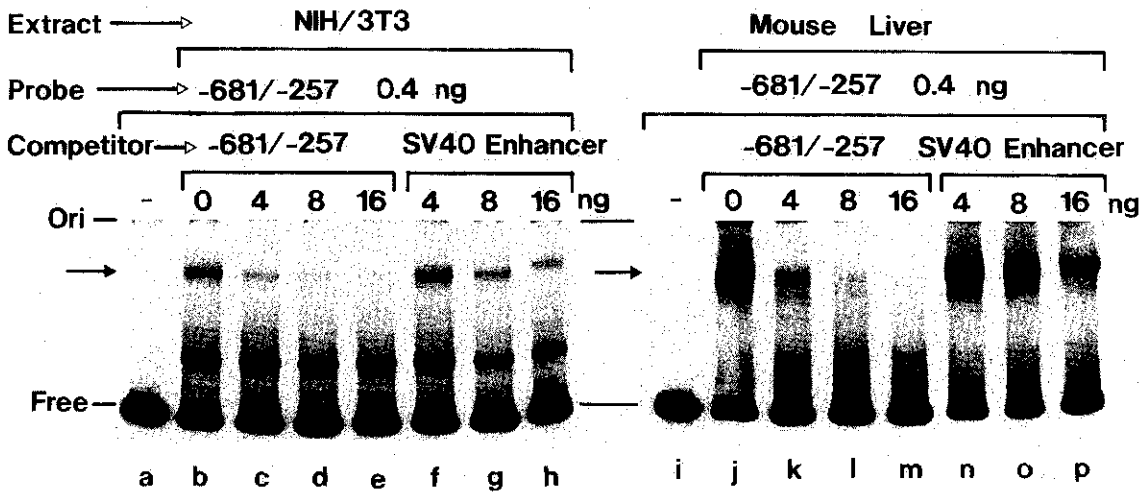 Extract NIH/3T3 Mouse Liver
Probe -681/-257 0.4 ng -681/-257 0.4 ng
Competitor -681/-257 SV40 Enhancer -681/-257 SV40 Enhancer
- 0 4 8 16 4 8 16 ng - 0 4 8 16 4 8 16 ng
Ori
Free
a b c d e f g h i j k l m n o p